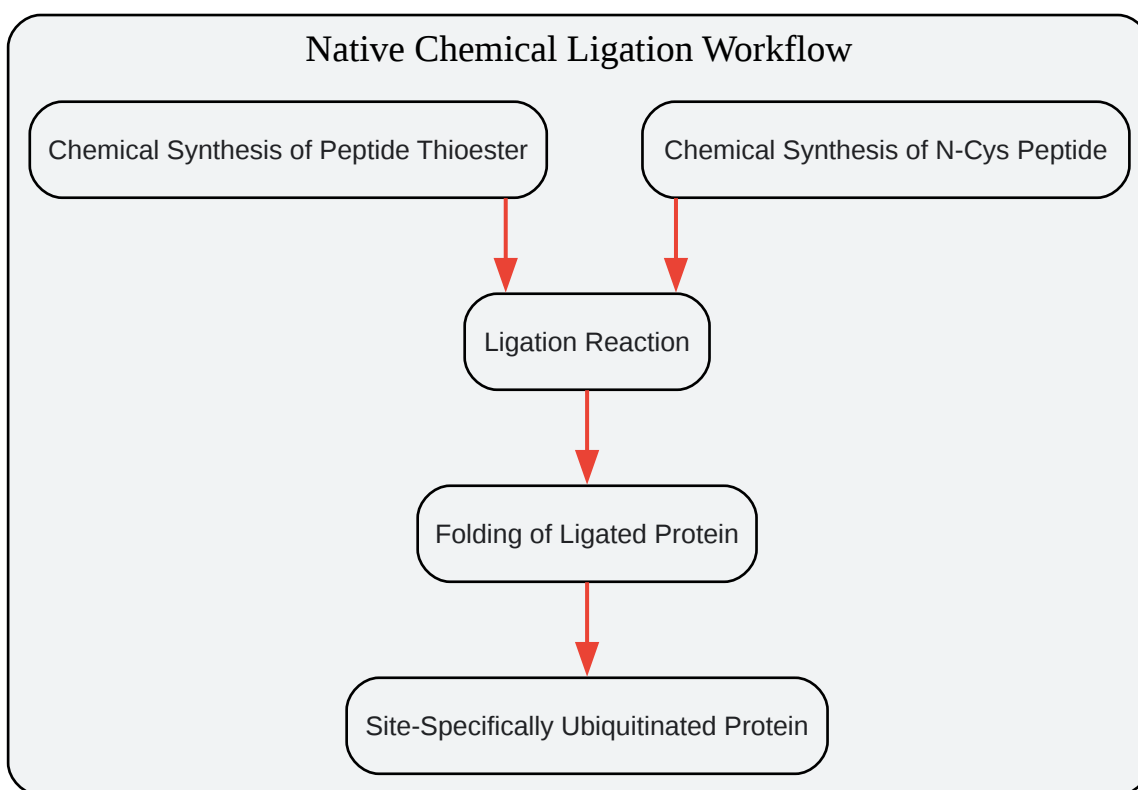 Native Chemical Ligation Workflow
Chemical Synthesis of Peptide Thioester
Chemical Synthesis of N-Cys Peptide
Ligation Reaction
Folding of Ligated Protein
Site-Specifically Ubiquitinated Protein